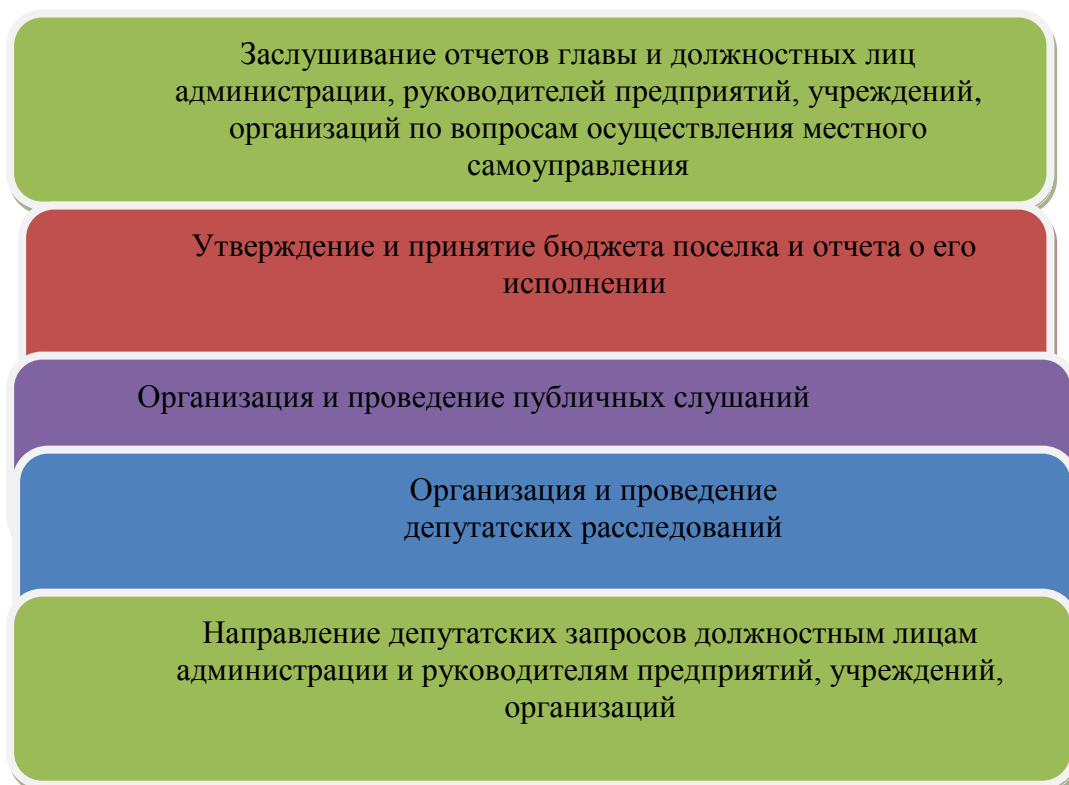 Заслушивание отчетов главы и должностных лиц
администрации, руководителей предприятий, учреждений,
организаций по вопросам осуществления местного
самоуправления
Утверждение и принятие бюджета поселка и отчета о его
исполнении
Организация и проведение публичных слушаний
Организация и проведение
депутатских расследований
Направление депутатских запросов должностным лицам
администрации и руководителям предприятий, учреждений,
организаций